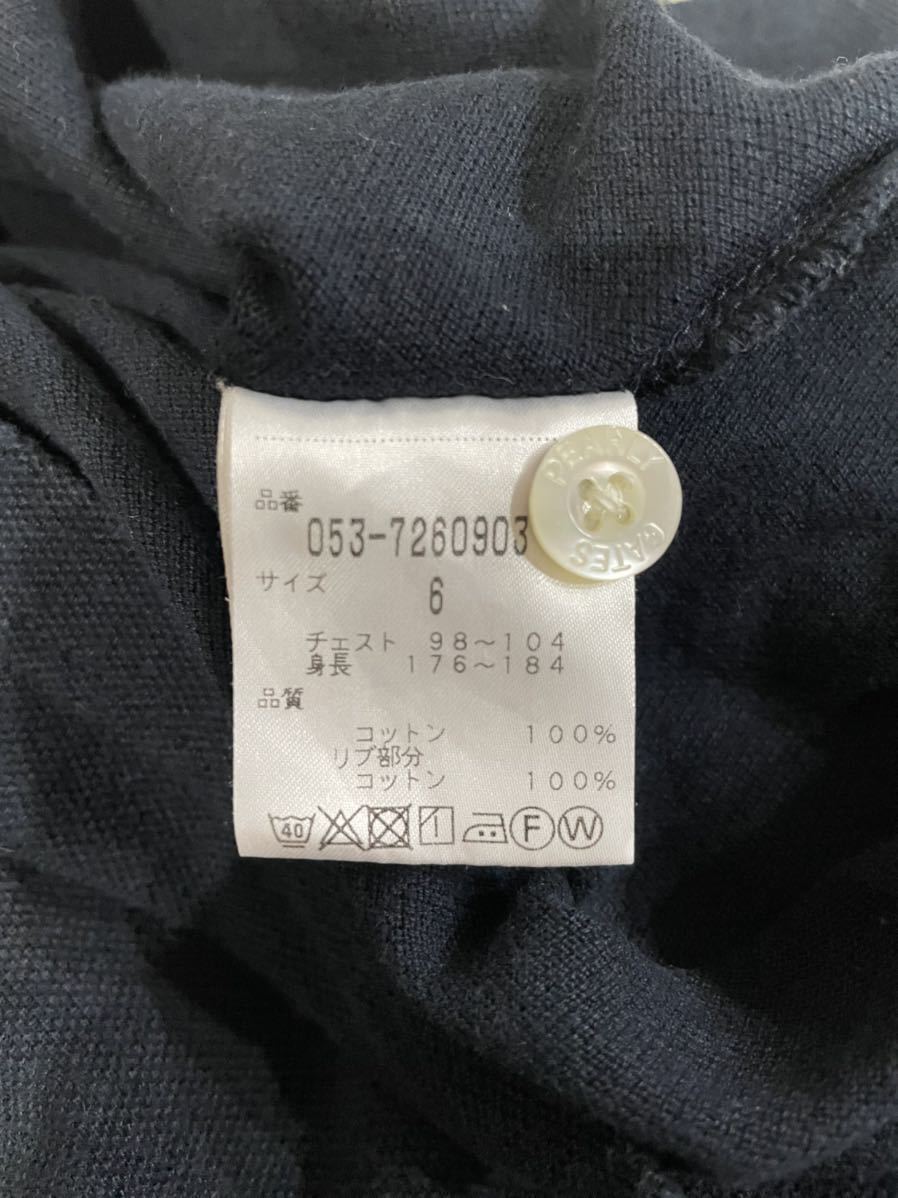 PEARLY
GATES
品番
053-7260903
サイズ
6
チェスト 98~104
身長 176~184
品質
コットン 100%
リブ部分
コットン 100%
40 F W